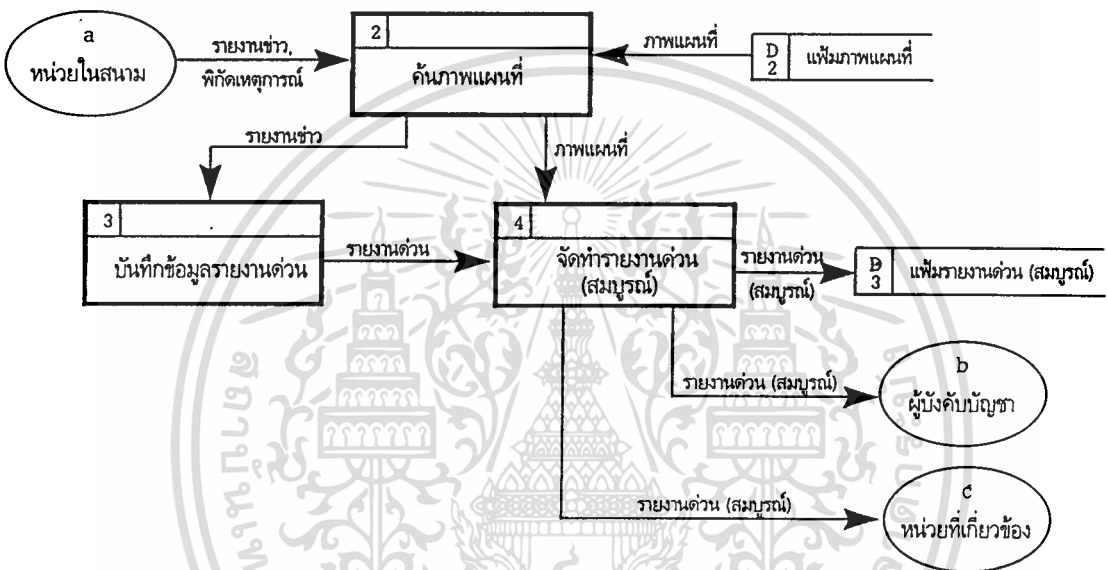 a
หน่วยในสนาม
รายงานข่าว,
พิกัดเหตุการณ์
2
ค้นภาพแผนที่
ภาพแผนที่
D
2
แฟ้มภาพแผนที่
รายงานข่าว
ภาพแผนที่
3
บันทึกข้อมูลรายงานด่วน
รายงานด่วน
4
จัดทำรายงานด่วน
(สมบูรณ์)
รายงานด่วน
(สมบูรณ์)
D
3
แฟ้มรายงานด่วน (สมบูรณ์)
รายงานด่วน (สมบูรณ์)
b
ผู้บังคับบัญชา
รายงานด่วน (สมบูรณ์)
c
หน่วยที่เกี่ยวข้อง